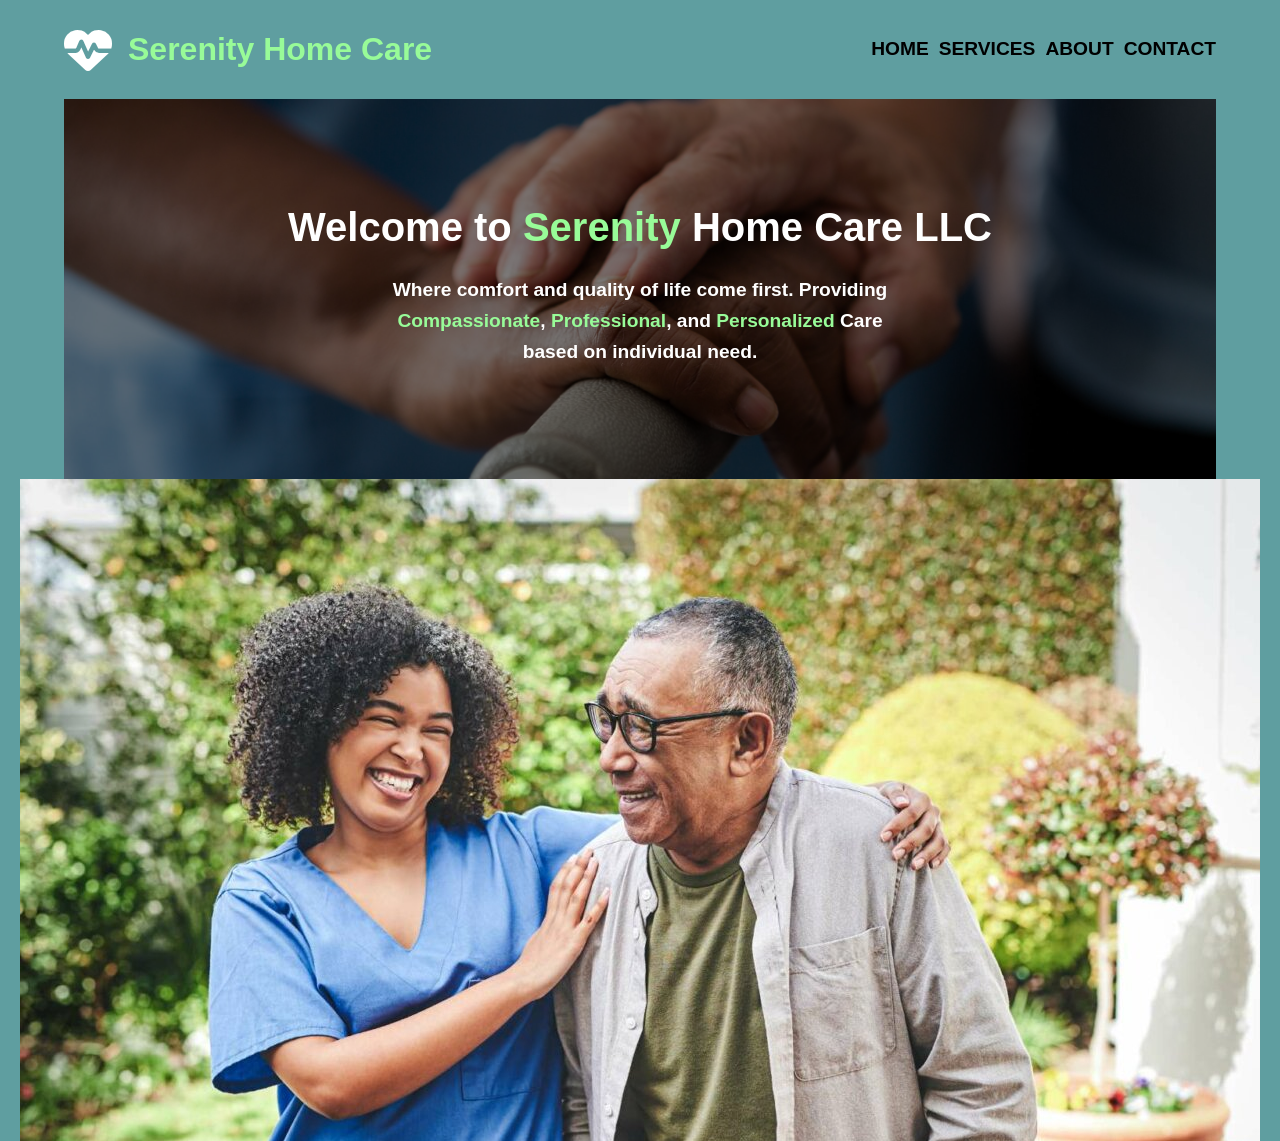 Serenity Home Care
HOME SERVICES ABOUT CONTACT
Welcome to Serenity Home Care LLC
Where comfort and quality of life come first. Providing
Compassionate, Professional, and Personalized Care
based on individual need.